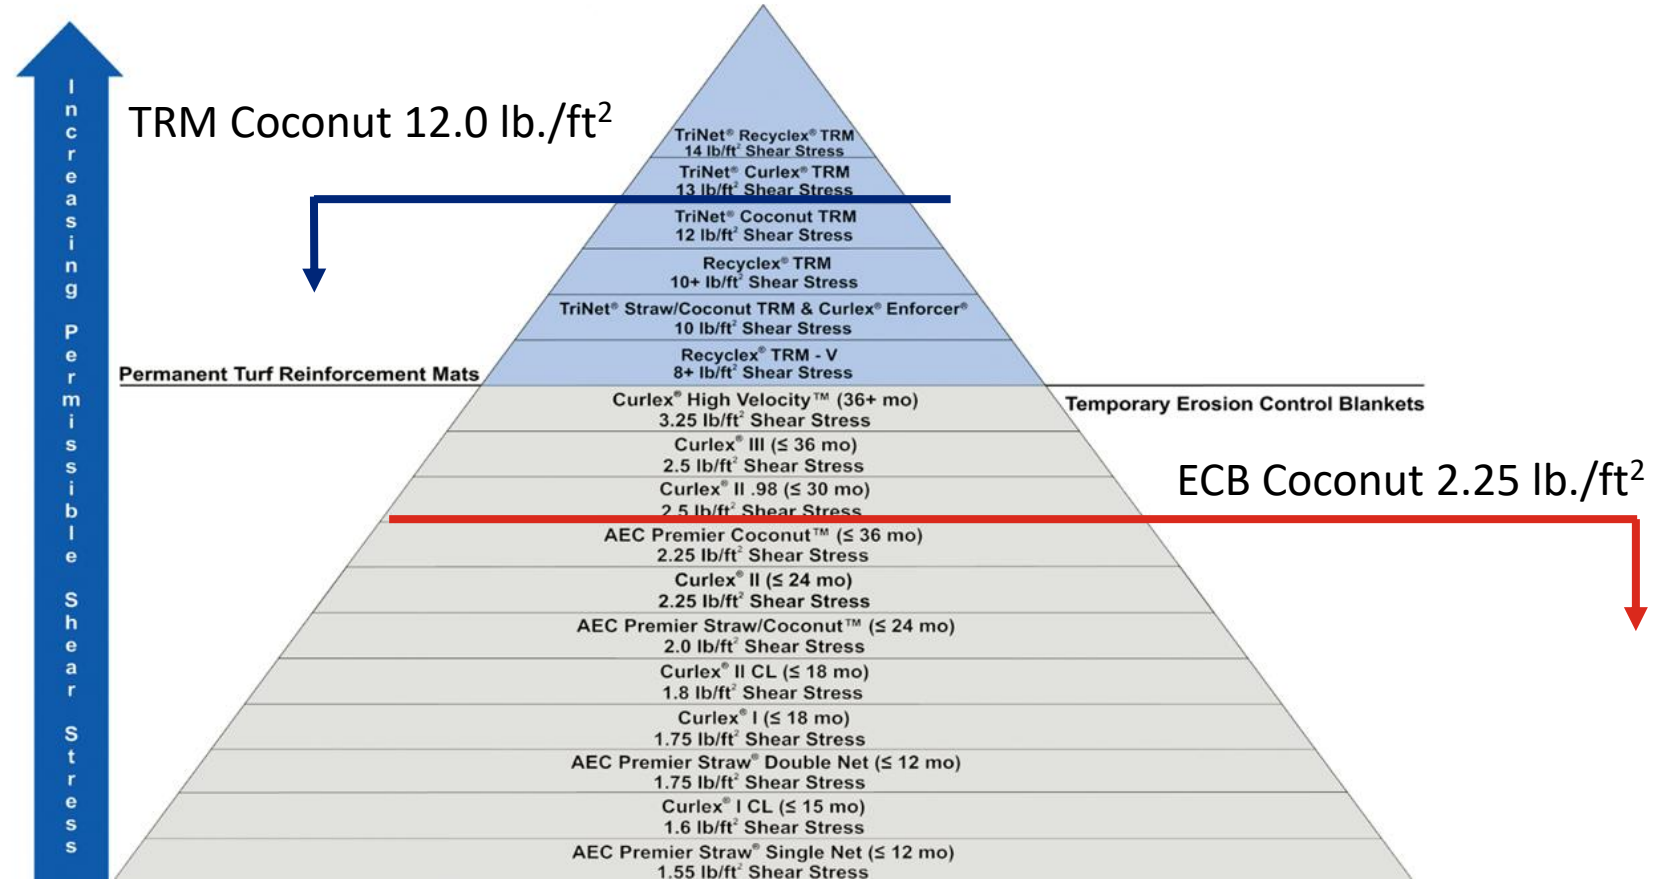 Increasing Permissible Shear Stress
TRM Coconut 12.0 lb./ft²
TriNet® Recyclex® TRM
14 lb/ft² Shear Stress
TriNet® Curlex® TRM
13 lb/ft² Shear Stress
TriNet® Coconut TRM
12 lb/ft² Shear Stress
Recyclex® TRM
10+ lb/ft² Shear Stress
TriNet® Straw/Coconut TRM & Curlex® Enforcer®
10 lb/ft² Shear Stress
Recyclex® TRM - V
8+ lb/ft² Shear Stress
Permanent Turf Reinforcement Mats
Temporary Erosion Control Blankets
Curlex® High Velocity™ (36+ mo)
3.25 lb/ft² Shear Stress
Curlex® III (≤ 36 mo)
2.5 lb/ft² Shear Stress
ECB Coconut 2.25 lb./ft²
Curlex® II .98 (≤ 30 mo)
2.5 lb/ft² Shear Stress
AEC Premier Coconut™ (≤ 36 mo)
2.25 lb/ft² Shear Stress
Curlex® II (≤ 24 mo)
2.25 lb/ft² Shear Stress
AEC Premier Straw/Coconut™ (≤ 24 mo)
2.0 lb/ft² Shear Stress
Curlex® II CL (≤ 18 mo)
1.8 lb/ft² Shear Stress
Curlex® I (≤ 18 mo)
1.75 lb/ft² Shear Stress
AEC Premier Straw® Double Net (≤ 12 mo)
1.75 lb/ft² Shear Stress
Curlex® I CL (≤ 15 mo)
1.6 lb/ft² Shear Stress
AEC Premier Straw® Single Net (≤ 12 mo)
1.55 lb/ft² Shear Stress